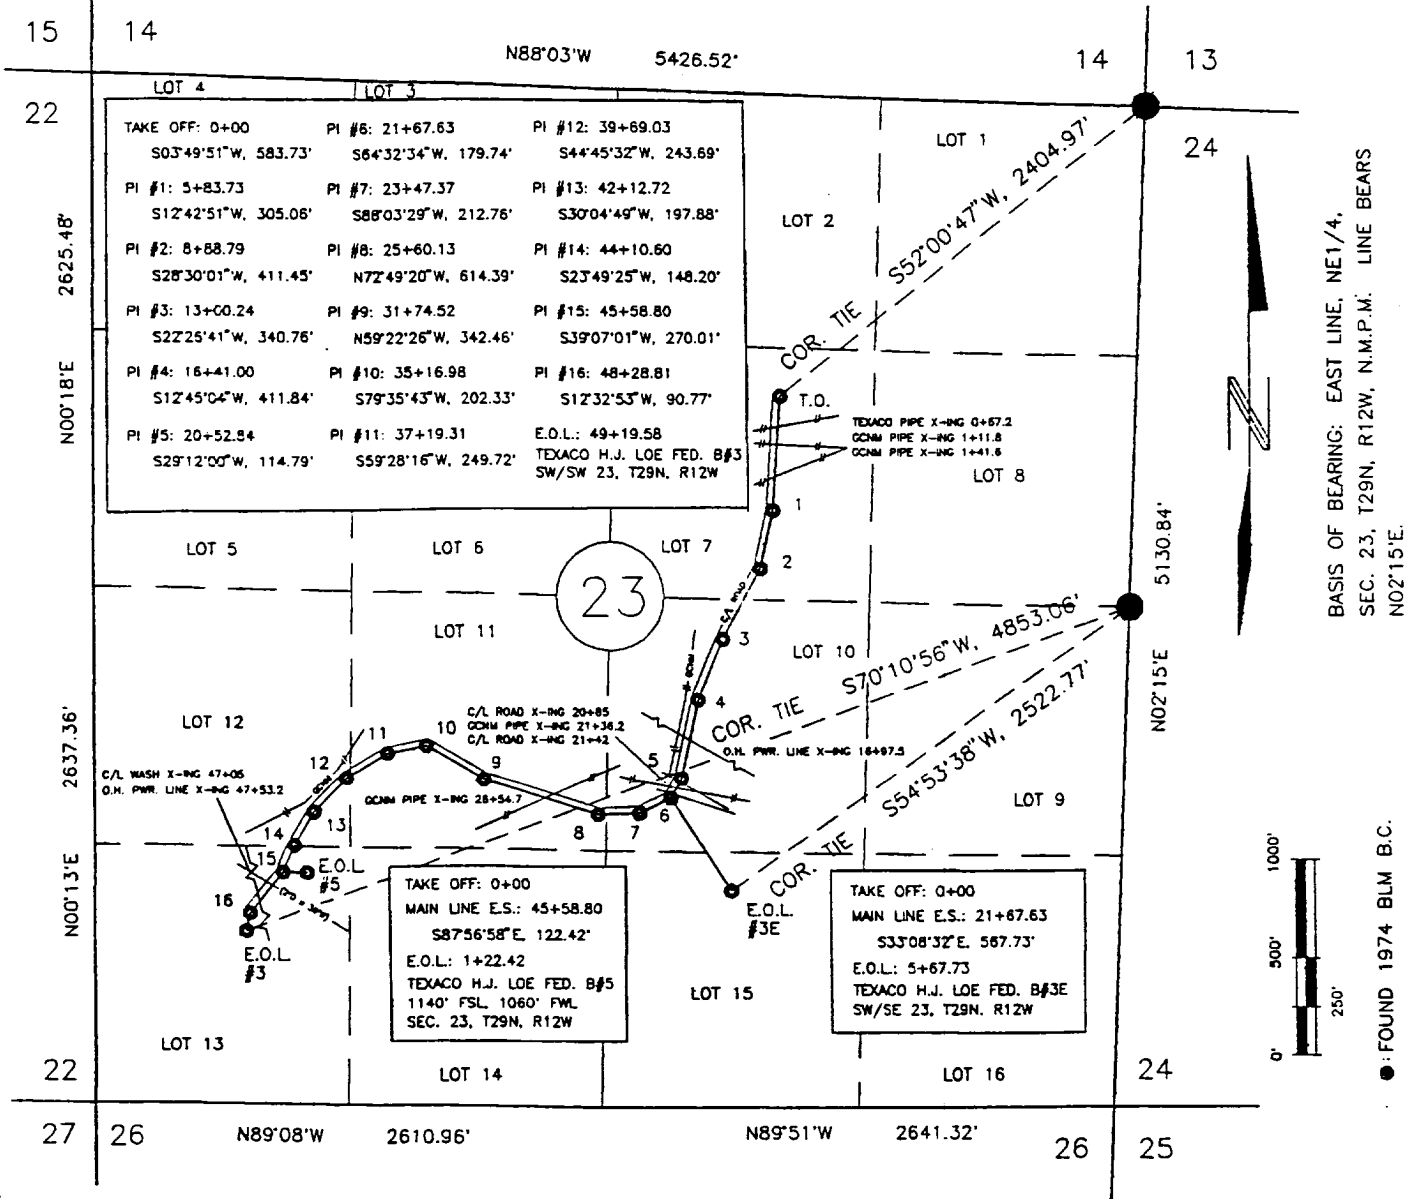 15 14
N88°03'W 5426.52'
14 13
22
LOT 4 LOT 3
LOT 1
24
LOT 2
TAKE OFF: 0+00
S03°49'51"W, 583.73'
PI #1: 5+83.73
S12°42'51"W, 305.06'
PI #2: 8+88.79
S28°30'01"W, 411.45'
PI #3: 13+00.24
S22°25'41"W, 340.76'
PI #4: 16+41.00
S12°45'04"W, 411.84'
PI #5: 20+52.84
S29°12'00"W, 114.79'
PI #6: 21+67.63
S64°32'34"W, 179.74'
PI #7: 23+47.37
S88°03'29"W, 212.76'
PI #8: 25+60.13
N72°49'20"W, 614.39'
PI #9: 31+74.52
N59°22'26"W, 342.46'
PI #10: 35+16.98
S79°35'43"W, 202.33'
PI #11: 37+19.31
S59°28'16"W, 249.72'
PI #12: 39+69.03
S44°45'32"W, 243.69'
PI #13: 42+12.72
S30°04'49"W, 197.88'
PI #14: 44+10.60
S23°49'25"W, 148.20'
PI #15: 45+58.80
S39°07'01"W, 270.01'
PI #16: 48+28.81
S12°32'53"W, 90.77'
E.O.L.: 49+19.58
TEXACO H.J. LOE FED. B#3
SW/SW 23, T29N, R12W
COR. TIE S52°00'47"W, 2404.97'
N00°18'E 2625.48'
T.O.
TEXACO PIPE X-ING 0+67.2
GCNM PIPE X-ING 1+11.8
GCNM PIPE X-ING 1+41.6
LOT 8
1
2
3
4
5
6
7
8
9
10
11
12
13
14
15
16
LOT 5 LOT 6 LOT 7
23
C/L ROAD
GCNM
LOT 11
LOT 10
COR. TIE S70°10'56"W, 4853.06'
COR. TIE S54°53'38"W, 2522.77'
N02°15'E 5130.84'
LOT 12
C/L ROAD X-ING 20+85
GCNM PIPE X-ING 21+36.2
C/L ROAD X-ING 21+42
O.H. PWR. LINE X-ING 16+97.5
C/L WASH X-ING 47+05
O.H. PWR. LINE X-ING 47+53.2
GCNM
GCNM PIPE X-ING 28+54.7
LOT 9
N00°13'E 2637.36'
E.O.L.
#5
E.O.L.
#3
E.O.L.
#3E
TAKE OFF: 0+00
MAIN LINE E.S.: 45+58.80
S87°56'58"E, 122.42'
E.O.L.: 1+22.42
TEXACO H.J. LOE FED. B#5
1140' FSL, 1060' FWL
SEC. 23, T29N, R12W
TAKE OFF: 0+00
MAIN LINE E.S.: 21+67.63
S33°08'32"E, 567.73'
E.O.L.: 5+67.73
TEXACO H.J. LOE FED. B#3E
SW/SE 23, T29N. R12W
LOT 15
LOT 13
LOT 14
LOT 16
22
24
27 26
N89°08'W 2610.96'
N89°51'W 2641.32'
26 25
BASIS OF BEARING: EAST LINE, NE1/4,
SEC. 23, T29N, R12W, N.M.P.M. LINE BEARS
N02°15'E.
N
0' 500' 1000'
250'
: FOUND 1974 BLM B.C.